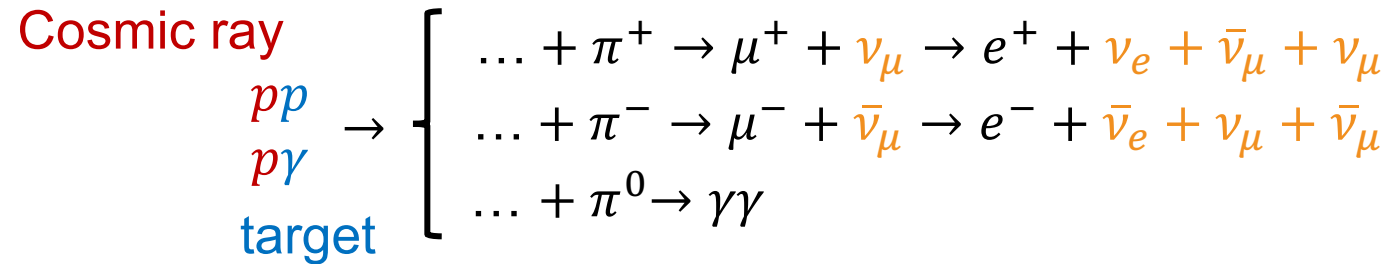 Cosmic ray
pp
pγ
target
→ {
… + π⁺ → μ⁺ + ν_μ → e⁺ + ν_e + ν̄_μ + ν_μ
… + π⁻ → μ⁻ + ν̄_μ → e⁻ + ν̄_e + ν_μ + ν̄_μ
… + π⁰ → γγ